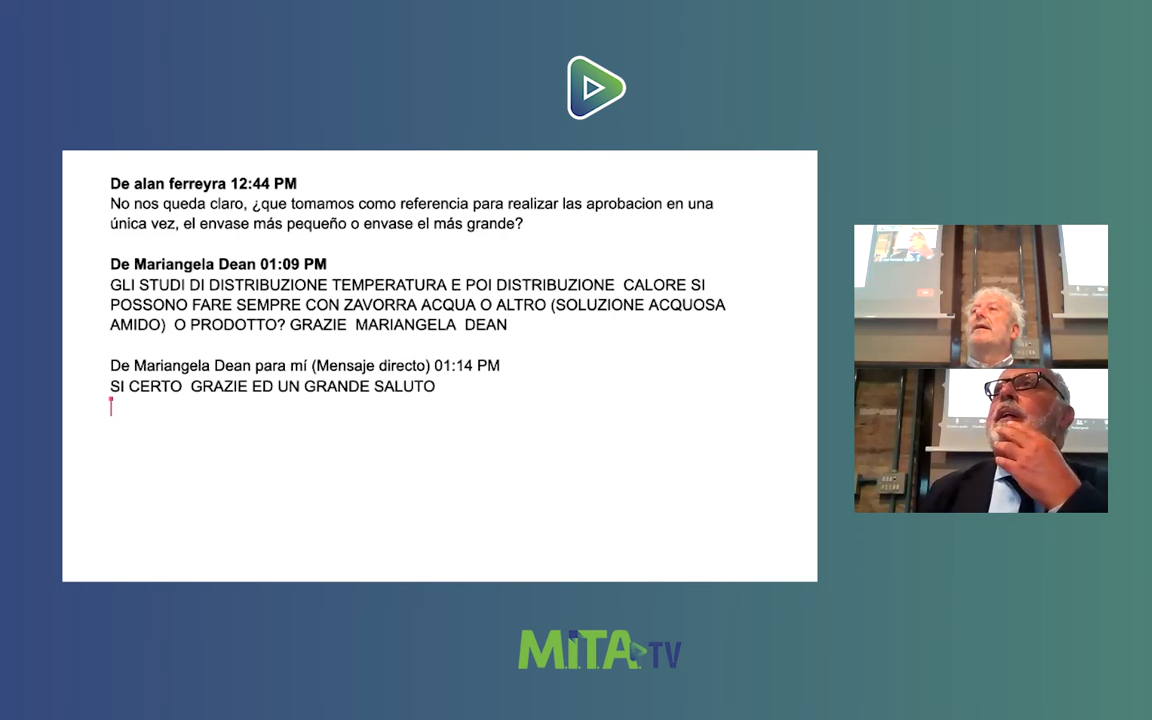 De alan ferreyra 12:44 PM
No nos queda claro, ¿que tomamos como referencia para realizar las aprobacion en una
única vez, el envase más pequeño o envase el más grande?
De Mariangela Dean 01:09 PM
GLI STUDI DI DISTRIBUZIONE TEMPERATURA E POI DISTRIBUZIONE  CALORE SI
POSSONO FARE SEMPRE CON ZAVORRA ACQUA O ALTRO (SOLUZIONE ACQUOSA
AMIDO)  O PRODOTTO? GRAZIE  MARIANGELA  DEAN
De Mariangela Dean para mí (Mensaje directo) 01:14 PM
SI CERTO  GRAZIE ED UN GRANDE SALUTO
M.i.T.A. TV